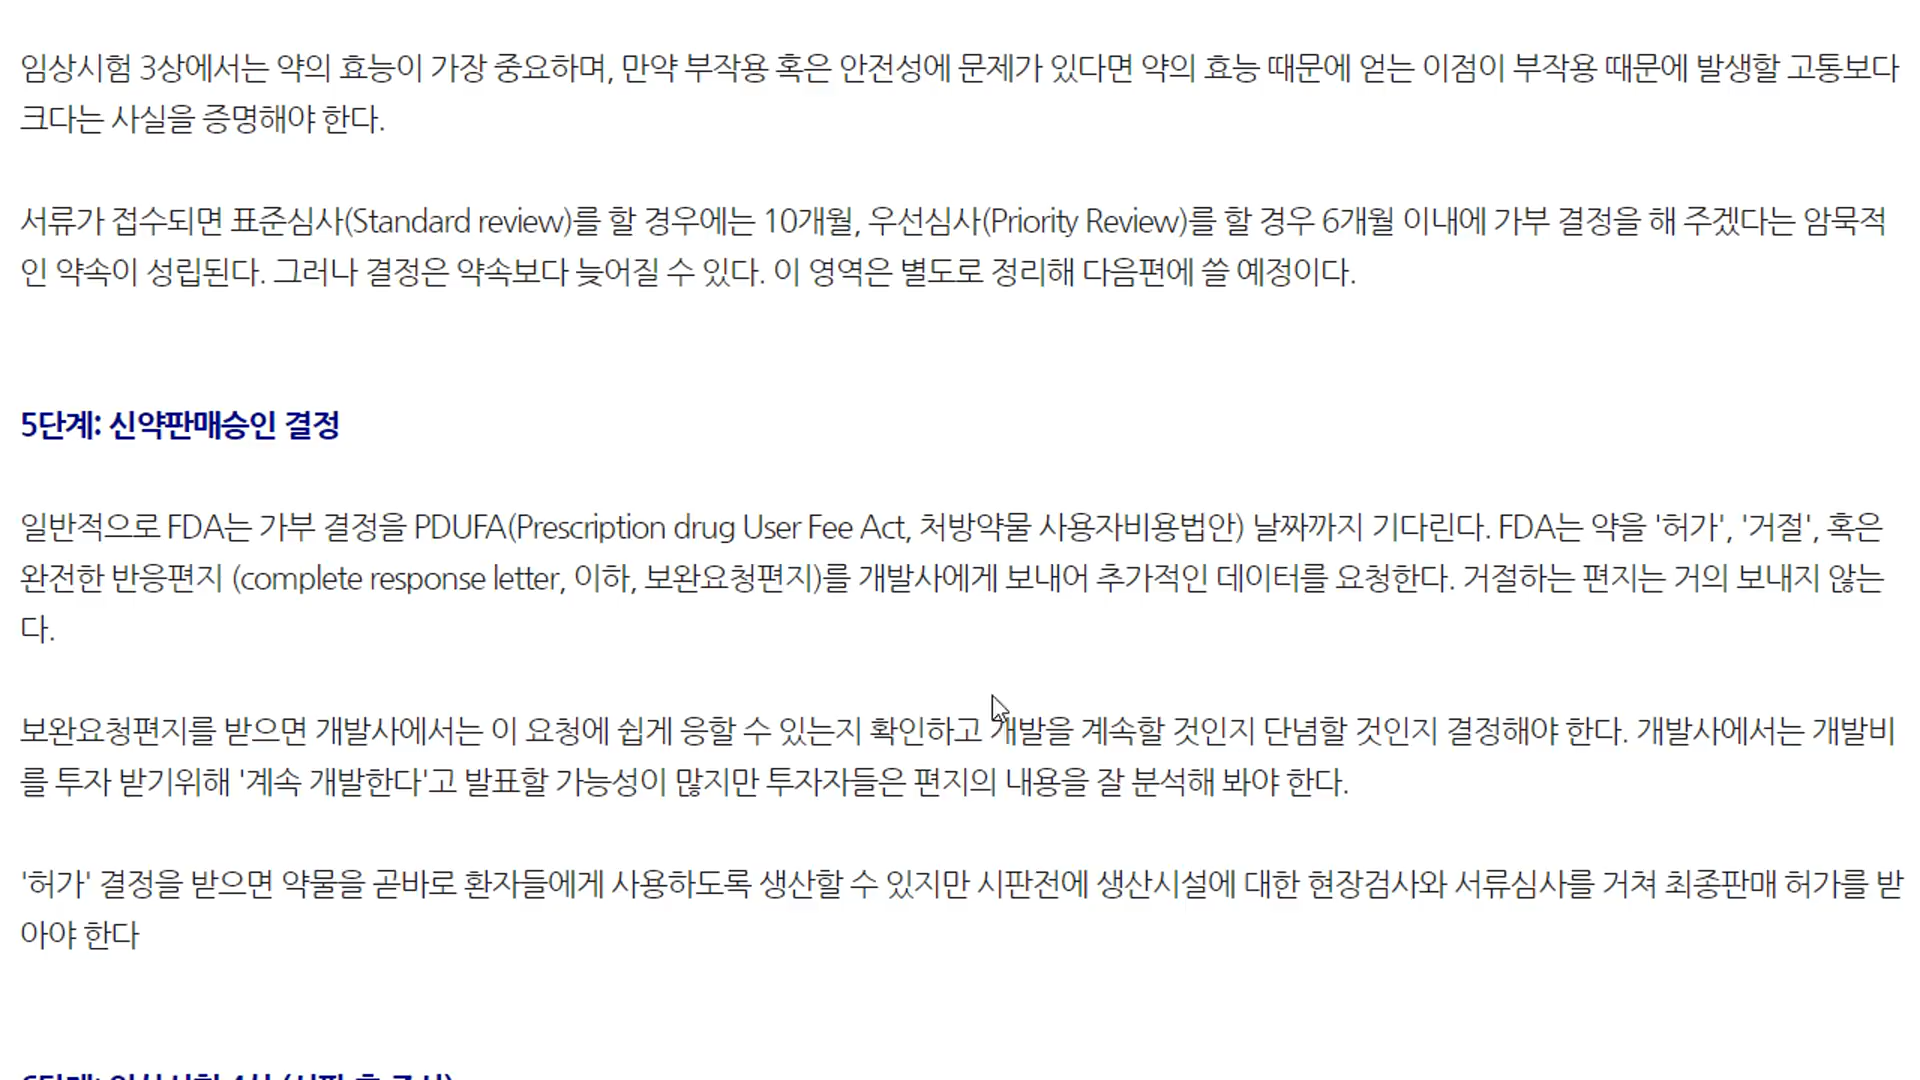 임상시험 3상에서는 약의 효능이 가장 중요하며, 만약 부작용 혹은 안전성에 문제가 있다면 약의 효능 때문에 얻는 이점이 부작용 때문에 발생할 고통보다
크다는 사실을 증명해야 한다.
서류가 접수되면 표준심사(Standard review)를 할 경우에는 10개월, 우선심사(Priority Review)를 할 경우 6개월 이내에 가부 결정을 해 주겠다는 암묵적
인 약속이 성립된다. 그러나 결정은 약속보다 늦어질 수 있다. 이 영역은 별도로 정리해 다음편에 쓸 예정이다.
5단계: 신약판매승인 결정
일반적으로 FDA는 가부 결정을 PDUFA(Prescription drug User Fee Act, 처방약물 사용자비용법안) 날짜까지 기다린다. FDA는 약을 '허가', '거절', 혹은
완전한 반응편지 (complete response letter, 이하, 보완요청편지)를 개발사에게 보내어 추가적인 데이터를 요청한다. 거절하는 편지는 거의 보내지 않는
다.
보완요청편지를 받으면 개발사에서는 이 요청에 쉽게 응할 수 있는지 확인하고 개발을 계속할 것인지 단념할 것인지 결정해야 한다. 개발사에서는 개발비
를 투자 받기위해 '계속 개발한다'고 발표할 가능성이 많지만 투자자들은 편지의 내용을 잘 분석해 봐야 한다.
'허가' 결정을 받으면 약물을 곧바로 환자들에게 사용하도록 생산할 수 있지만 시판전에 생산시설에 대한 현장검사와 서류심사를 거쳐 최종판매 허가를 받
아야 한다